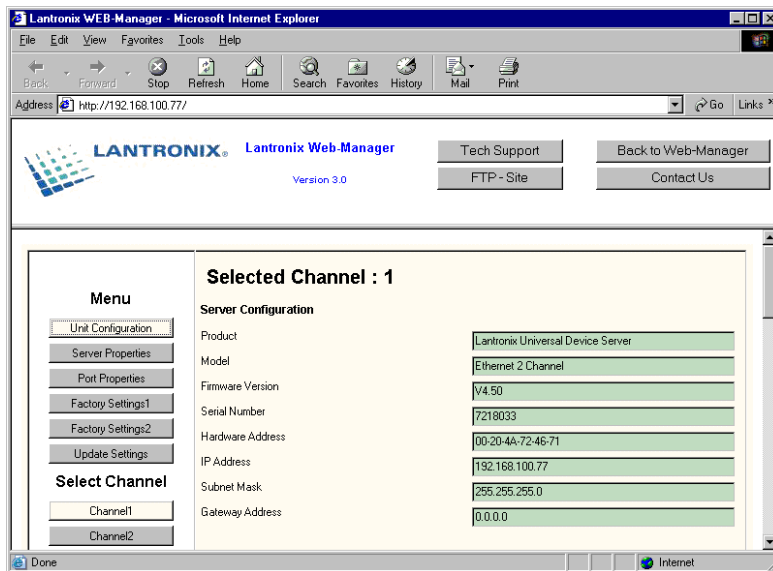 Lantronix WEB-Manager - Microsoft Internet Explorer
File Edit View Favorites Tools Help
Back Forward Stop Refresh Home Search Favorites History Mail Print
Address http://192.168.100.77/ Go Links »
LANTRONIX® Lantronix Web-Manager Tech Support Back to Web-Manager
Version 3.0 FTP - Site Contact Us
Menu
Unit Configuration
Server Properties
Port Properties
Factory Settings1
Factory Settings2
Update Settings
Select Channel
Channel1
Channel2
Selected Channel : 1
Server Configuration
Product Lantronix Universal Device Server
Model Ethernet 2 Channel
Firmware Version V4.50
Serial Number 7218033
Hardware Address 00-20-4A-72-46-71
IP Address 192.168.100.77
Subnet Mask 255.255.255.0
Gateway Address 0.0.0.0
Done Internet